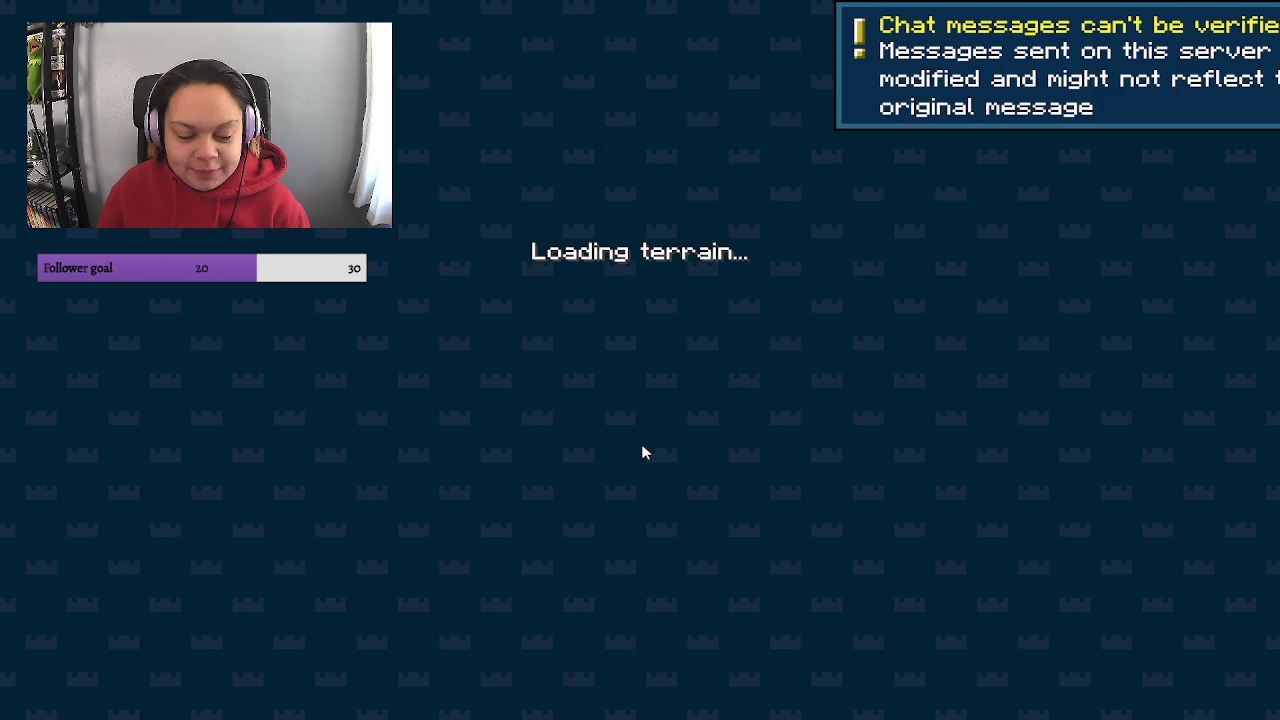 Chat messages can't be verifie
Messages sent on this server
modified and might not reflect t
original message
Loading terrain...
Follower goal 20 30